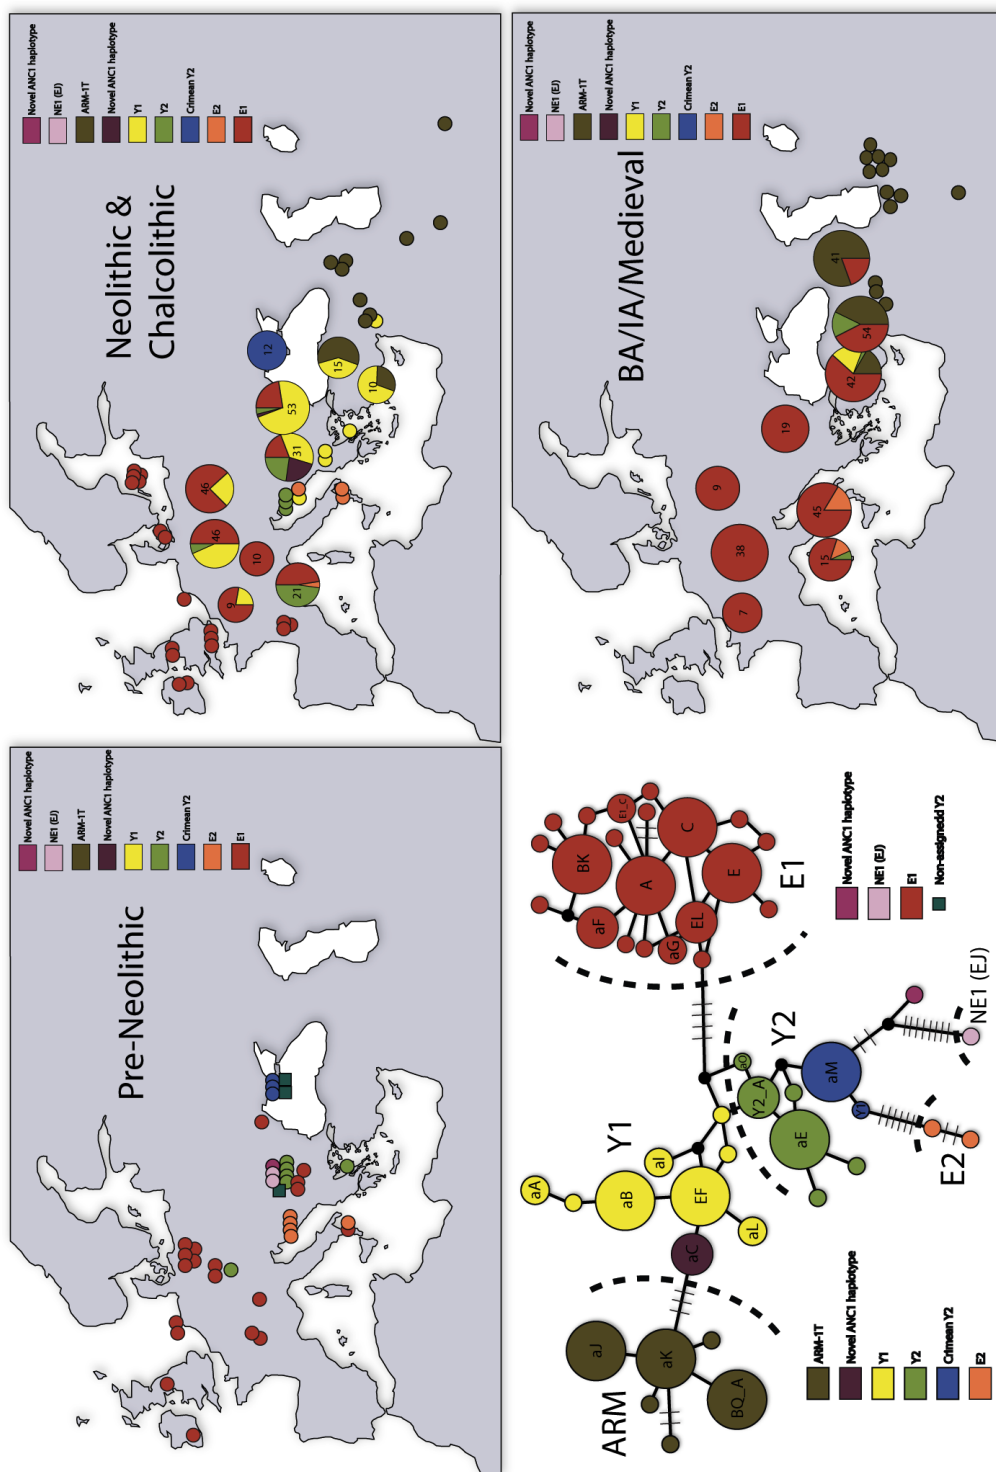 Pre-Neolithic
Novel ANC1 haplotype
NE1 (EJ)
ARM-1T
Novel ANC1 haplotype
Y1
Y2
Crimean Y2
E2
E1
Neolithic &
Chalcolithic
Novel ANC1 haplotype
NE1 (EJ)
ARM-1T
Novel ANC1 haplotype
Y1
Y2
Crimean Y2
E2
E1
46
46
9
10
21
31
53
12
15
10
ARM
aJ
aK
BQ_A
aC
Y1
aA
aB
EF
aI
aL
Y2
aO
Y2_A
aE
aM
Y1
E2
NE1 (EJ)
E1
BK
E1_C
A
C
aF
E
EL
aG
ARM-1T
Novel ANC1 haplotype
Y1
Y2
Crimean Y2
E2
Novel ANC1 haplotype
NE1 (EJ)
E1
Non-assignedd Y2
BA/IA/Medieval
Novel ANC1 haplotype
NE1 (EJ)
ARM-1T
Novel ANC1 haplotype
Y1
Y2
Crimean Y2
E2
E1
7
38
9
19
15
45
42
54
41